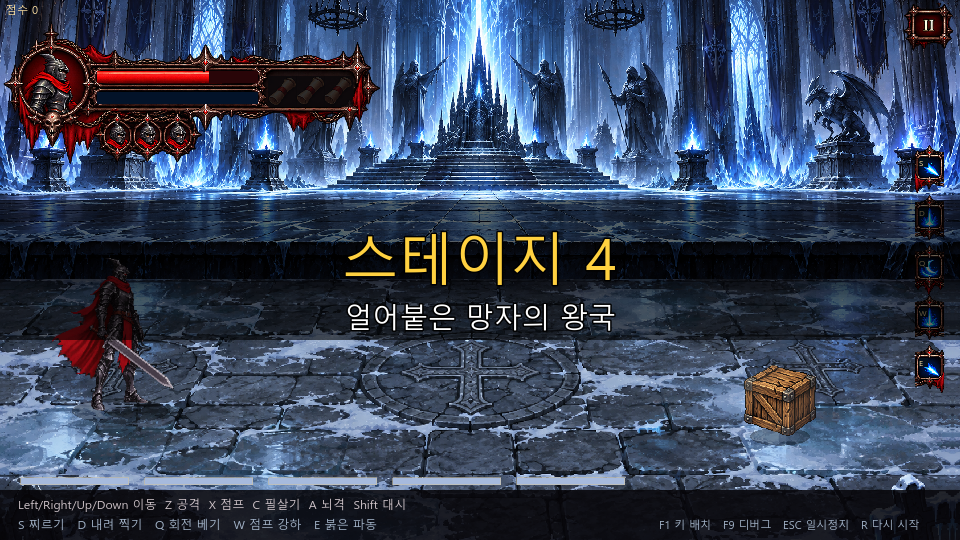 점수 0
스테이지 4
얼어붙은 망자의 왕국
Left/Right/Up/Down 이동 Z 공격 X 점프 C 필살기 A 뇌격 Shift 대시
S 찌르기 D 내려 찍기 Q 회전 베기 W 점프 강하 E 붉은 파동
F1 키 배치 F9 디버그 ESC 일시정지 R 다시 시작